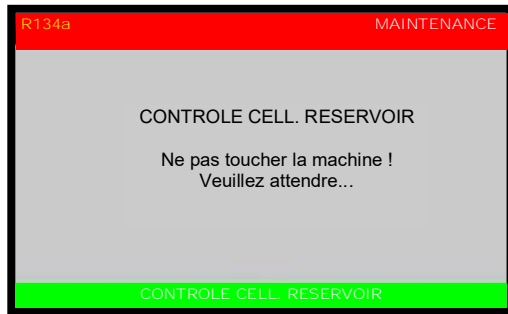 R134a MAINTENANCE
CONTROLE CELL. RESERVOIR
Ne pas toucher la machine !
Veuillez attendre...
CONTROLE CELL. RESERVOIR